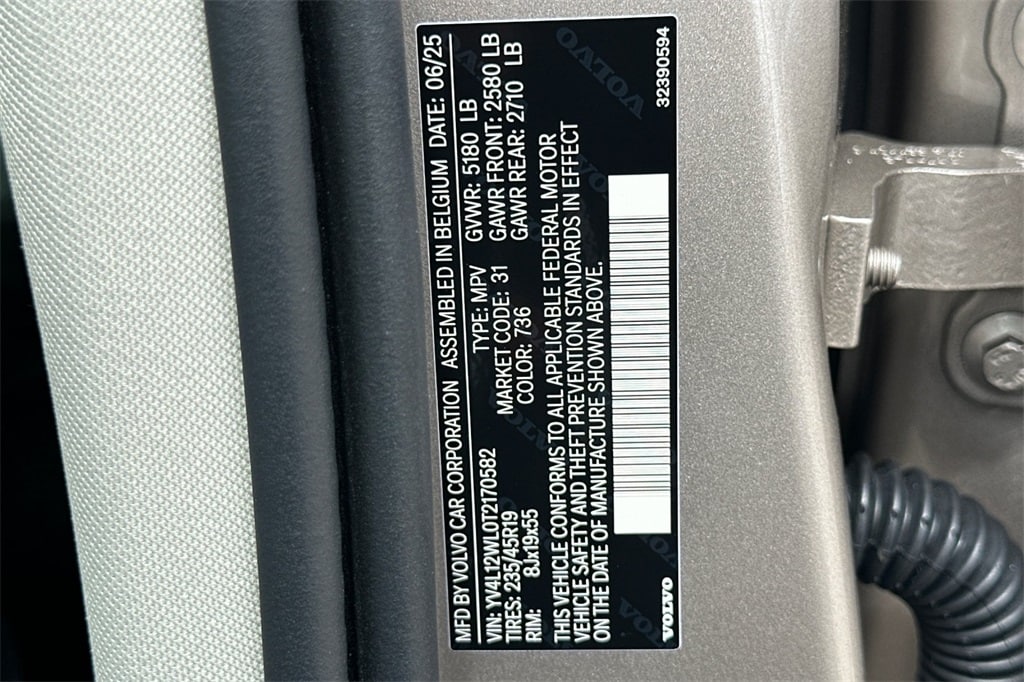 MFD BY VOLVO CAR CORPORATION ASSEMBLED IN BELGIUM DATE: 06/25
VIN: YV4L12WL0T2170582 TYPE: MPV GVWR: 5180 LB
TIRES: 235/45R19 MARKET CODE: 31 GAWR FRONT: 2580 LB
RIM: 8Jx19x55 COLOR: 736 GAWR REAR: 2710 LB
THIS VEHICLE CONFORMS TO ALL APPLICABLE FEDERAL MOTOR
VEHICLE SAFETY AND THEFT PREVENTION STANDARDS IN EFFECT
ON THE DATE OF MANUFACTURE SHOWN ABOVE.
VOLVO 32390594